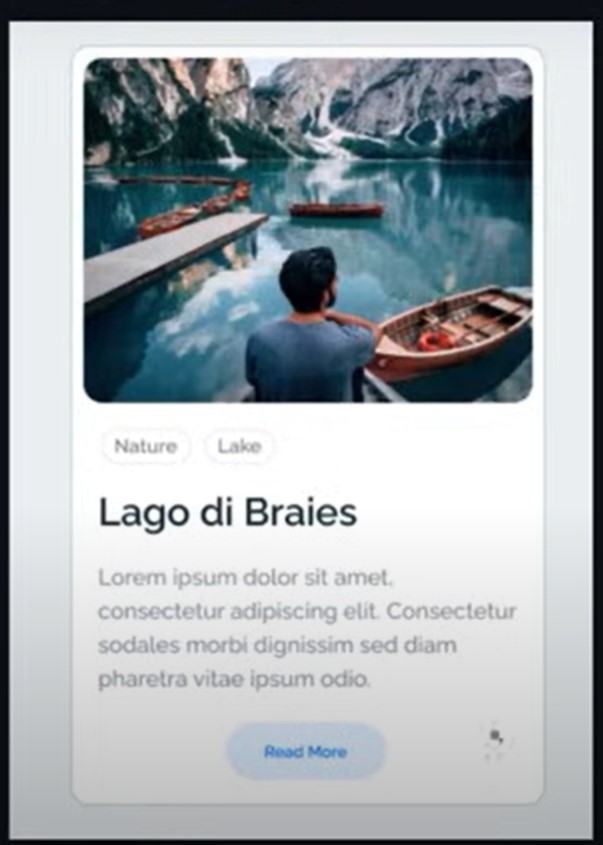 Nature
Lake
Lago di Braies
Lorem ipsum dolor sit amet,
consectetur adipiscing elit. Consectetur
sodales morbi dignissim sed diam
pharetra vitae ipsum odio.
Read More